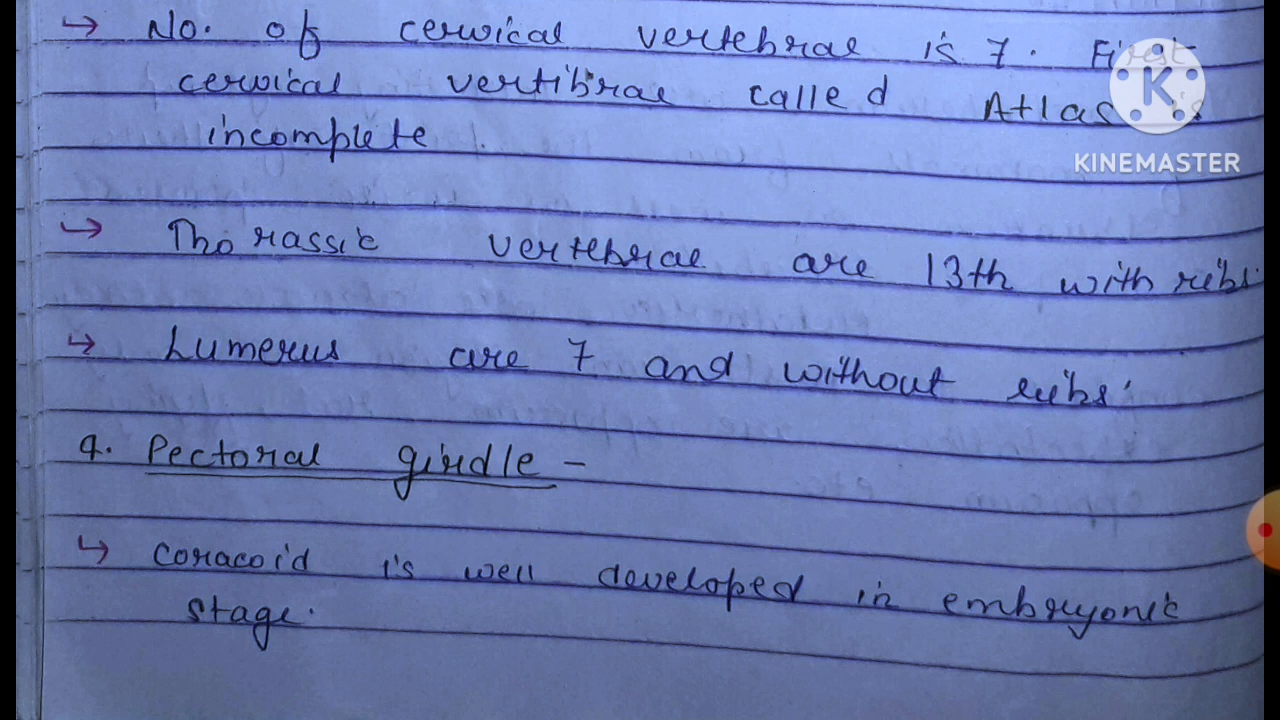 ↳ No. of cervical vertebrae is 7. First
cervical vertibrae called Atlas is
incomplete.
↳ Thorassic vertebrae are 13th with ribs.
↳ Lumerus are 7 and without ribs.
4. Pectoral girdle -
↳ coracoid is well developed in embryonic
stage.
K
KINEMASTER